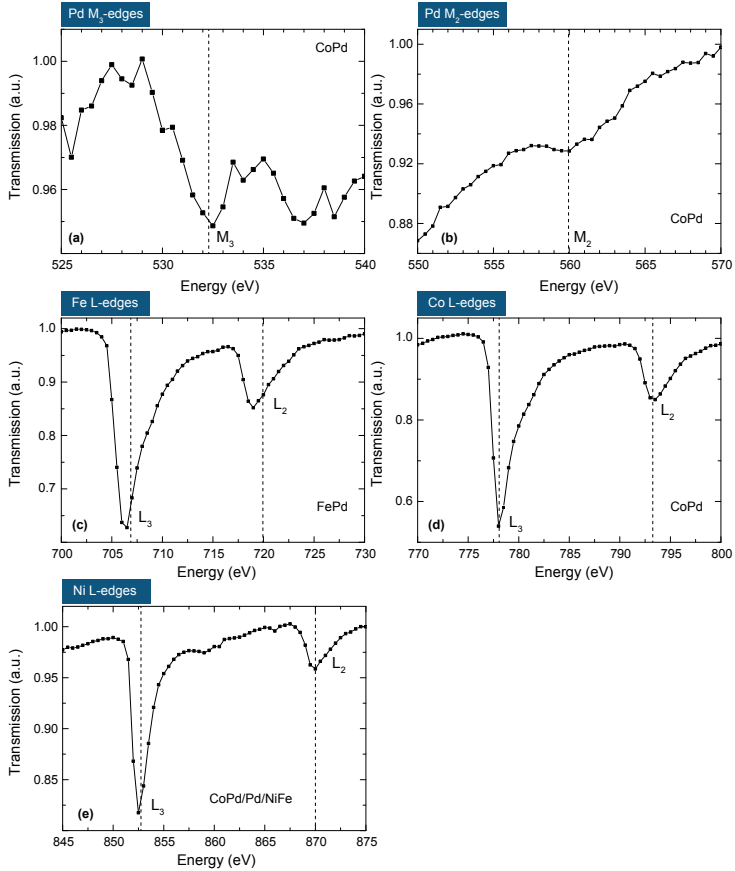 Pd M3-edges
CoPd
1.00
0.98
0.96
Transmission (a.u.)
(a)
M3
525 530 535 540
Energy (eV)
Pd M2-edges
1.00
0.96
0.92
0.88
Transmission (a.u.)
(b)
M2
CoPd
550 555 560 565 570
Energy (eV)
Fe L-edges
1.0
0.9
0.8
0.7
Transmission (a.u.)
L2
L3
(c)
FePd
700 705 710 715 720 725 730
Energy (eV)
Co L-edges
1.0
0.8
0.6
Transmission (a.u.)
L2
L3
(d)
CoPd
770 775 780 785 790 795 800
Energy (eV)
Ni L-edges
1.00
0.95
0.90
0.85
Transmission (a.u.)
L2
L3
(e)
CoPd/Pd/NiFe
845 850 855 860 865 870 875
Energy (eV)